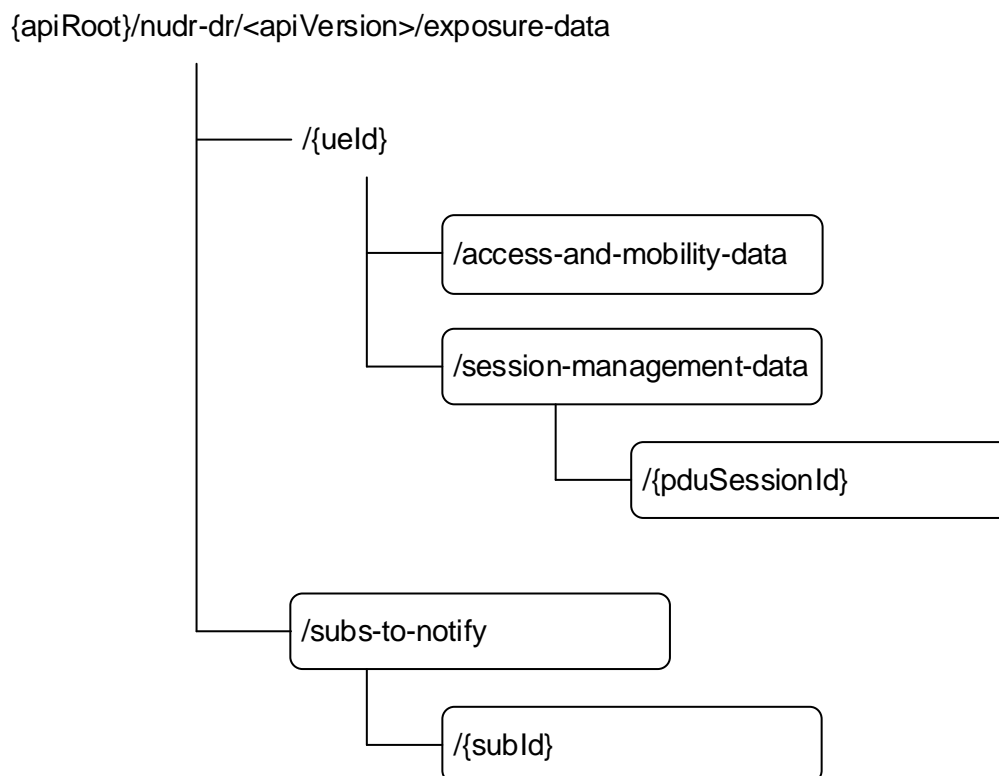 {apiRoot}/nudr-dr/<apiVersion>/exposure-data
/{ueId}
/access-and-mobility-data
/session-management-data
/{pduSessionId}
/subs-to-notify
/{subId}